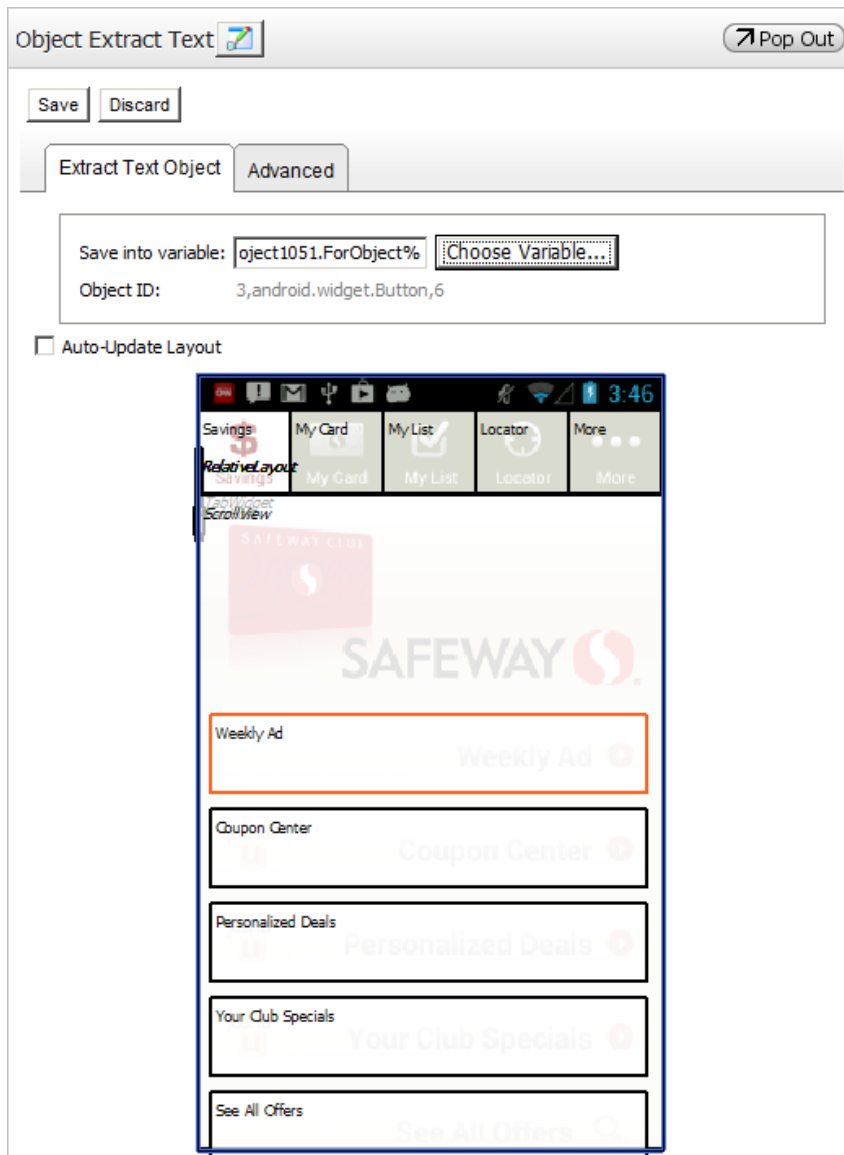 Object Extract Text
Pop Out
Save Discard
Extract Text Object Advanced
Save into variable: oject1051.ForObject% Choose Variable...
Object ID: 3,android.widget.Button,6
Auto-Update Layout
3:46
Savings My Card My List Locator More
RelativeLayout
Savings My Card My List Locator More
TabWidget
ScrollView
SAFEWAY CLUB
SAFEWAY
Weekly Ad
Weekly Ad
Coupon Center
Coupon Center
Personalized Deals
Personalized Deals
Your Club Specials
Your Club Specials
See All Offers
See All Offers